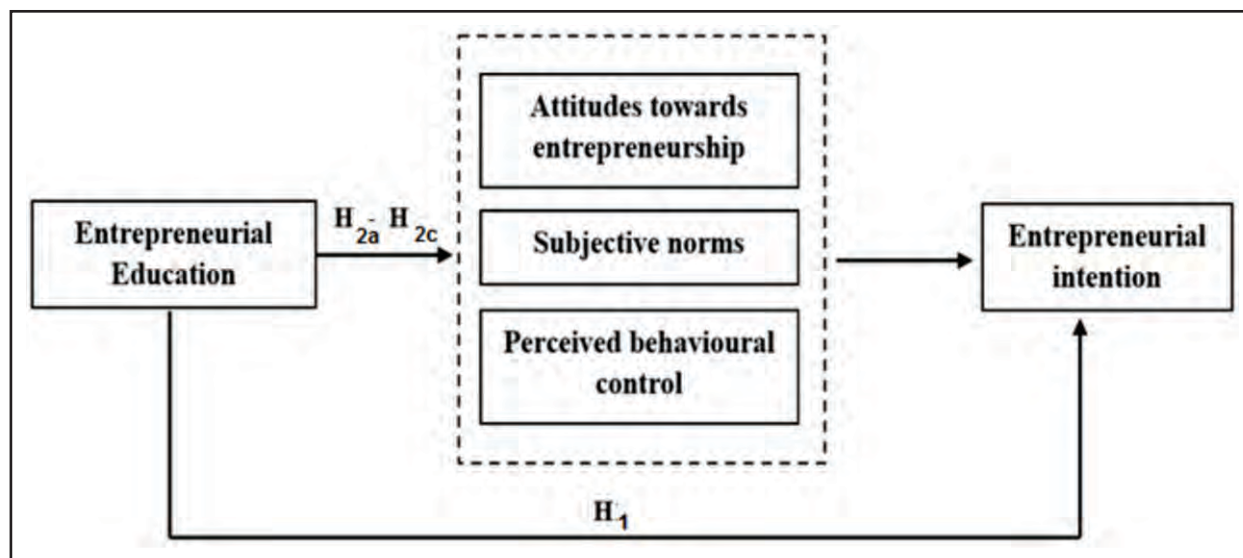 Attitudes towards
entrepreneurship
H2a- H2c
Entrepreneurial
Education
Subjective norms
Entrepreneurial
intention
Perceived behavioural
control
H1